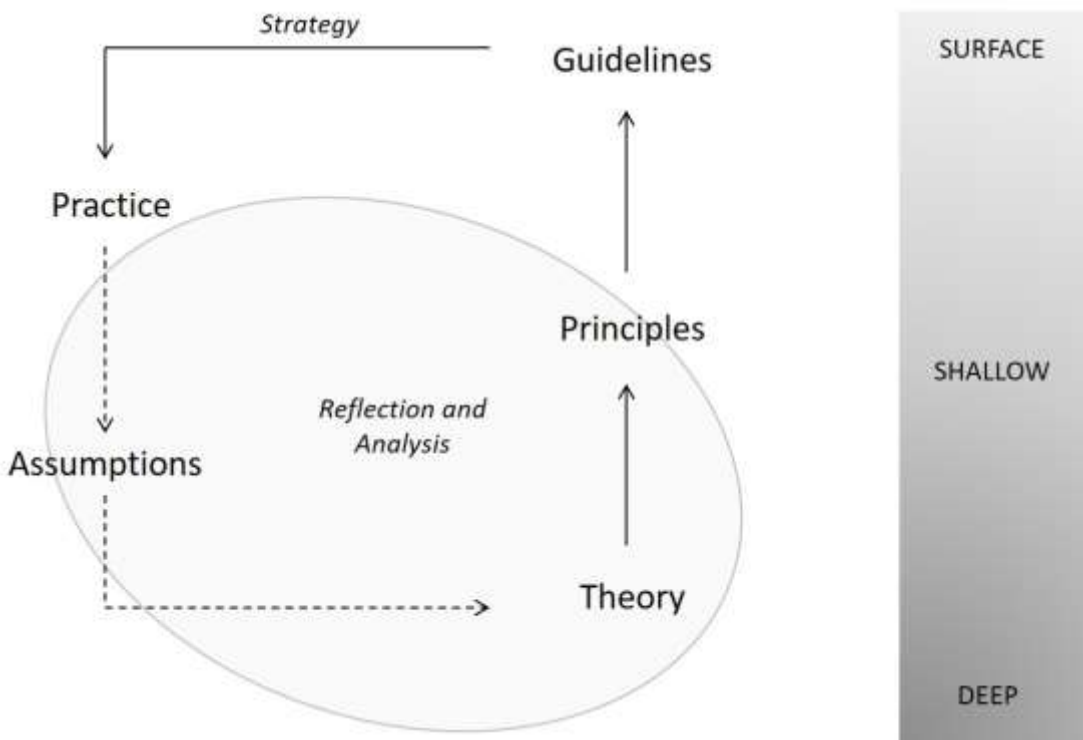 Strategy
Guidelines
SURFACE
Practice
Principles
SHALLOW
Reflection and
Analysis
Assumptions
Theory
DEEP